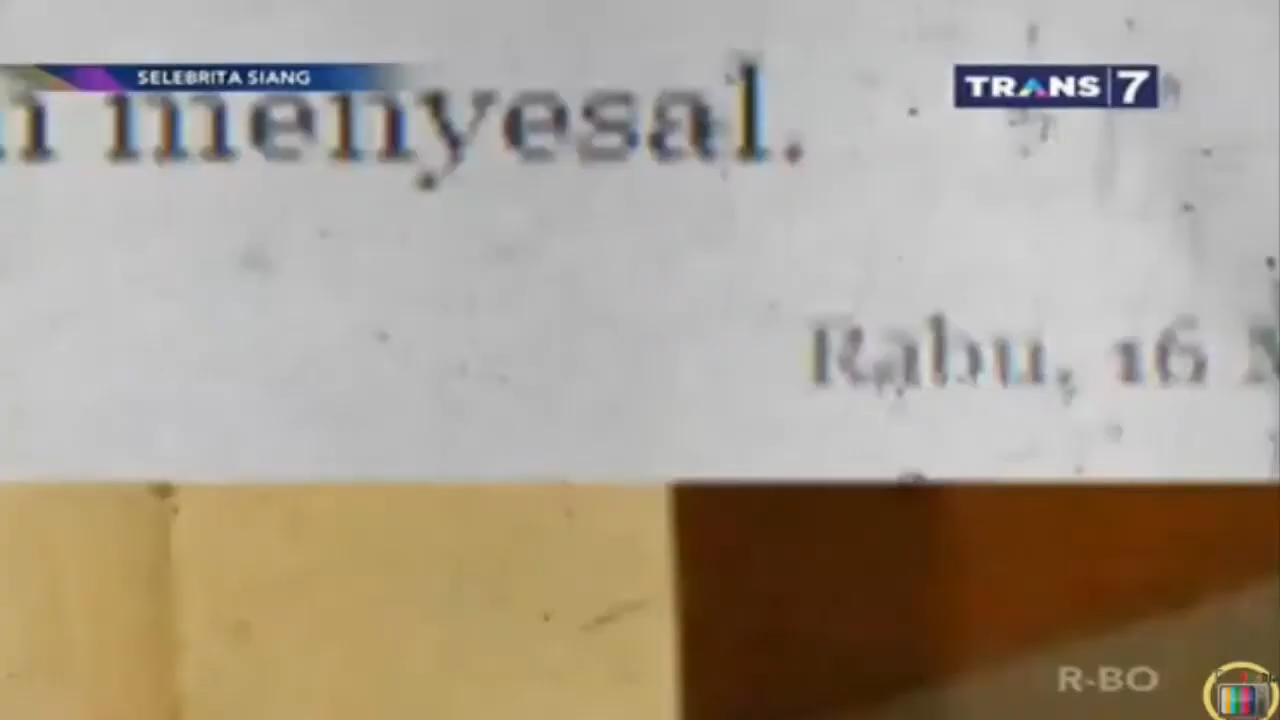 SELEBRITA SIANG
TRANS 7
menyesal.
Rabu, 16
R-BO